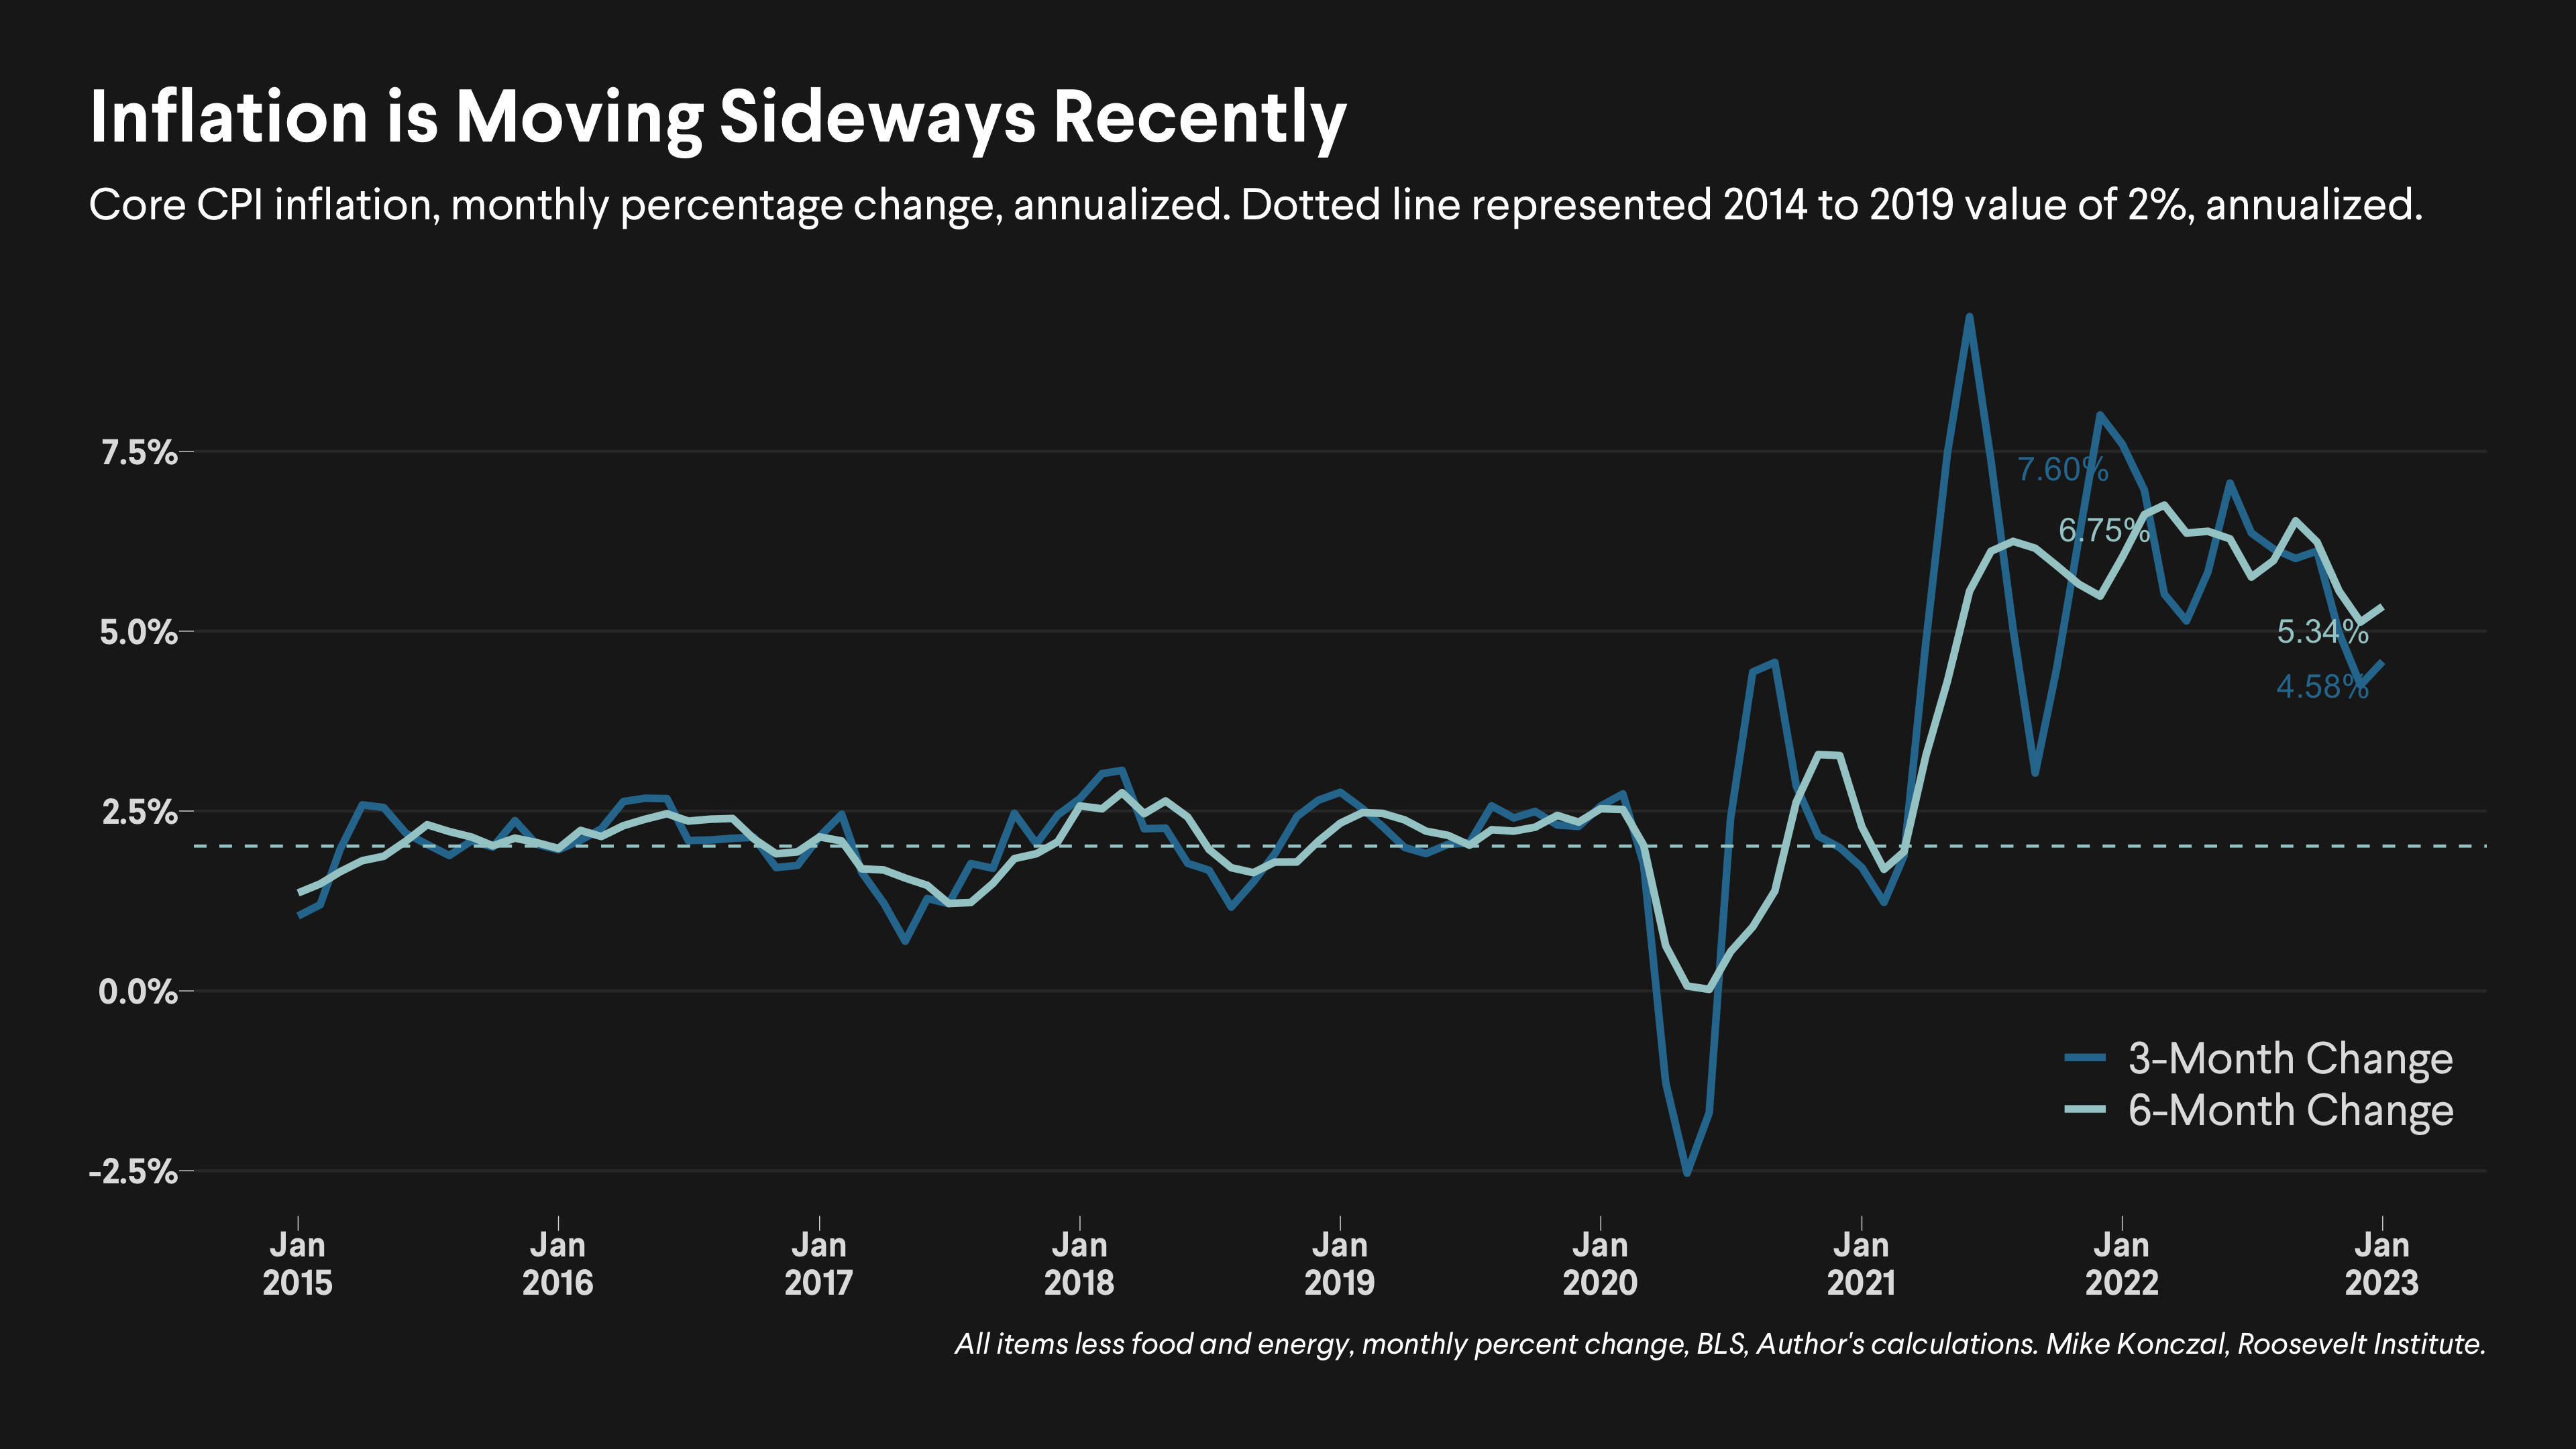 Inflation is Moving Sideways Recently
Core CPI inflation, monthly percentage change, annualized. Dotted line represented 2014 to 2019 value of 2%, annualized.
7.5%
5.0%
2.5%
0.0%
-2.5%
7.60%
6.75%
5.34%
4.58%
3-Month Change
6-Month Change
Jan
2015
Jan
2016
Jan
2017
Jan
2018
Jan
2019
Jan
2020
Jan
2021
Jan
2022
Jan
2023
All items less food and energy, monthly percent change, BLS, Author's calculations. Mike Konczal, Roosevelt Institute.